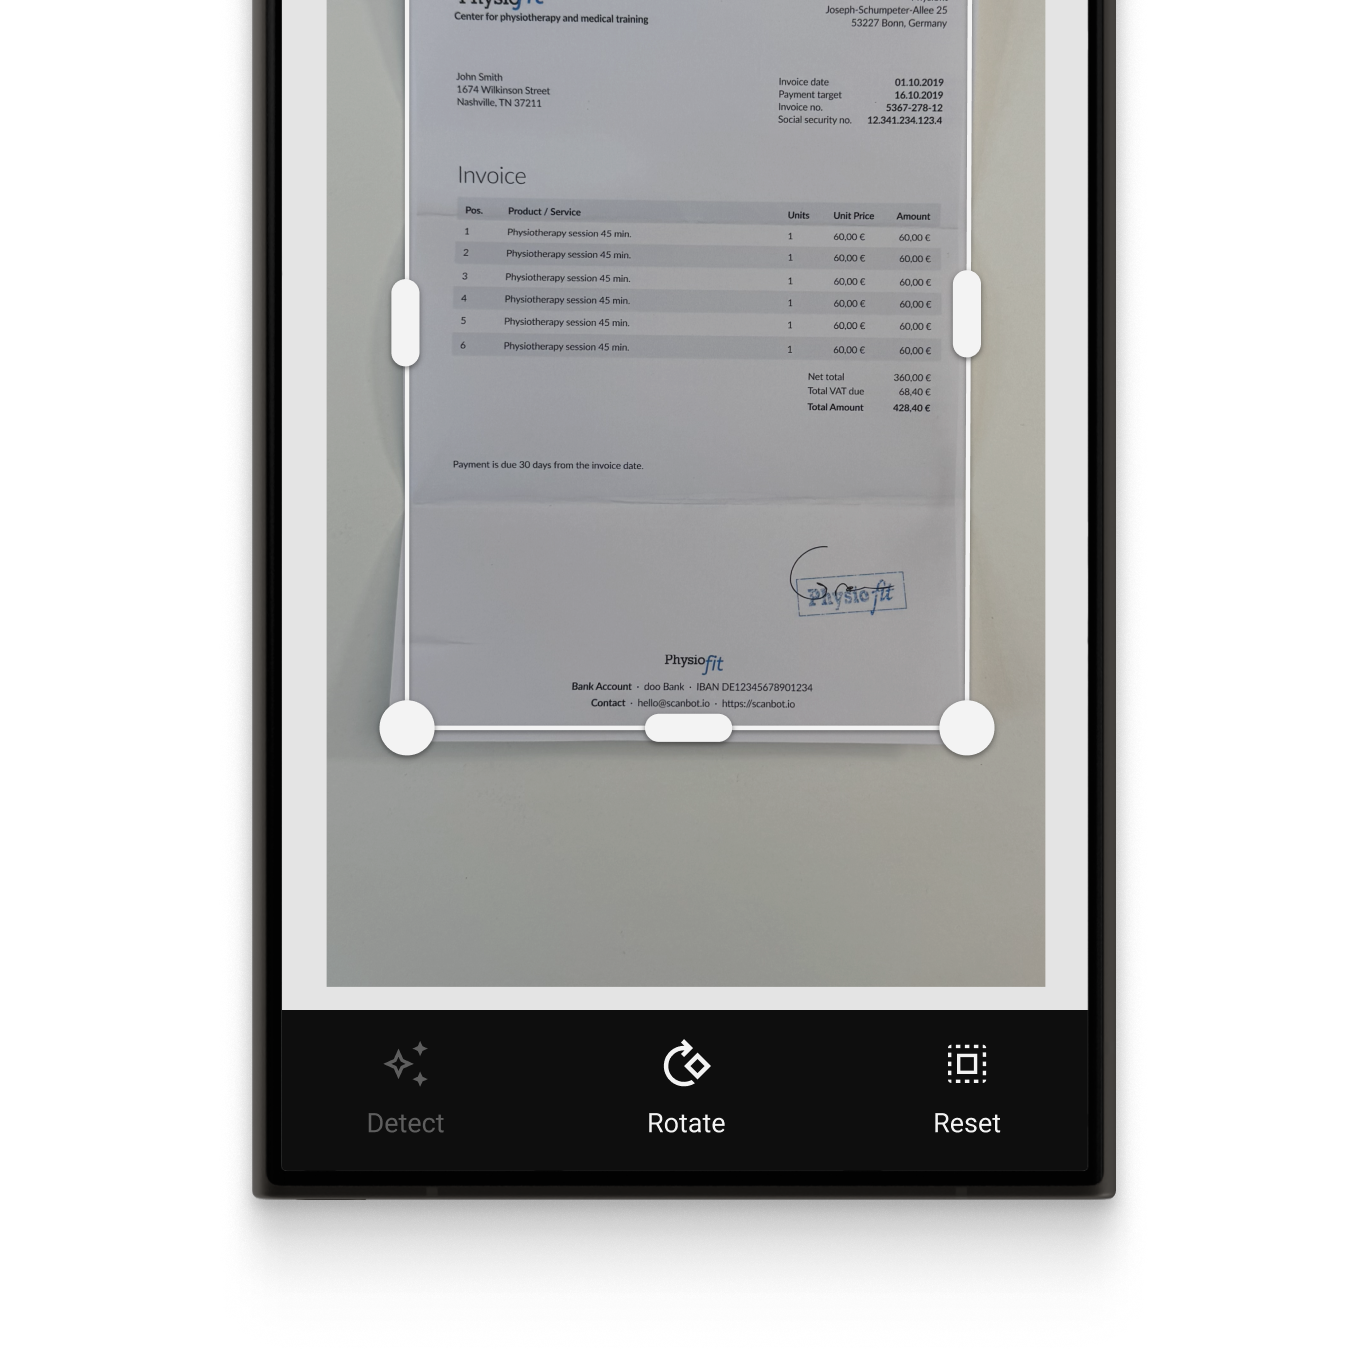 Physiofit
Center for physiotherapy and medical training
Joseph-Schumpeter-Allee 25
53227 Bonn, Germany
John Smith
1674 Wilkinson Street
Nashville, TN 37211
Invoice date 01.10.2019
Payment target 16.10.2019
Invoice no. 5367-278-12
Social security no. 12.341.234.123.4
Invoice
Pos. Product / Service Units Unit Price Amount
1 Physiotherapy session 45 min. 1 60,00 € 60,00 €
2 Physiotherapy session 45 min. 1 60,00 € 60,00 €
3 Physiotherapy session 45 min. 1 60,00 € 60,00 €
4 Physiotherapy session 45 min. 1 60,00 € 60,00 €
5 Physiotherapy session 45 min. 1 60,00 € 60,00 €
6 Physiotherapy session 45 min. 1 60,00 € 60,00 €
Net total 360,00 €
Total VAT due 68,40 €
Total Amount 428,40 €
Payment is due 30 days from the invoice date.
Physiofit
Physiofit
Bank Account · doo Bank · IBAN DE12345678901234
Contact · hello@scanbot.io · https://scanbot.io
Detect Rotate Reset